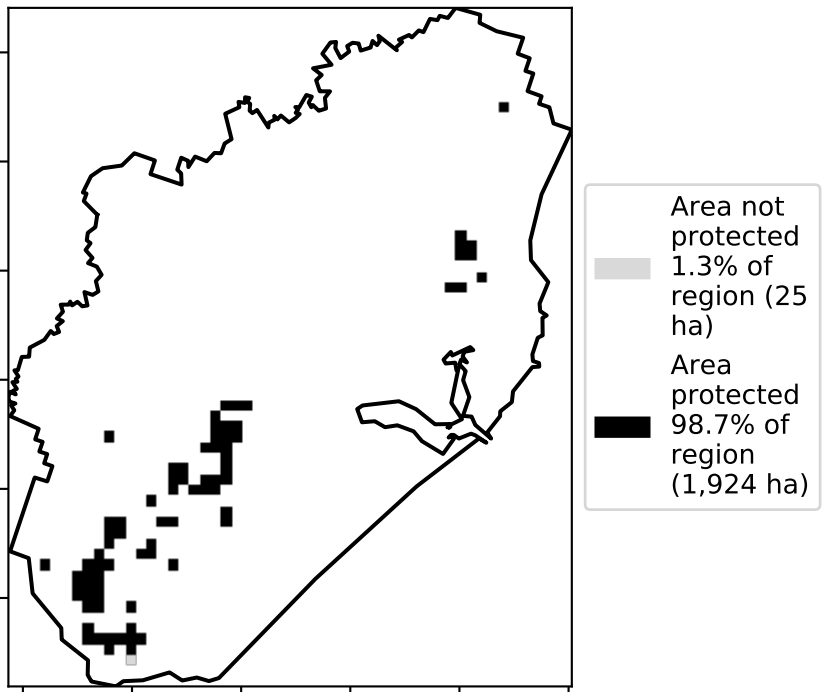 Area not
protected
1.3% of
region (25
ha)
Area
protected
98.7% of
region
(1,924 ha)